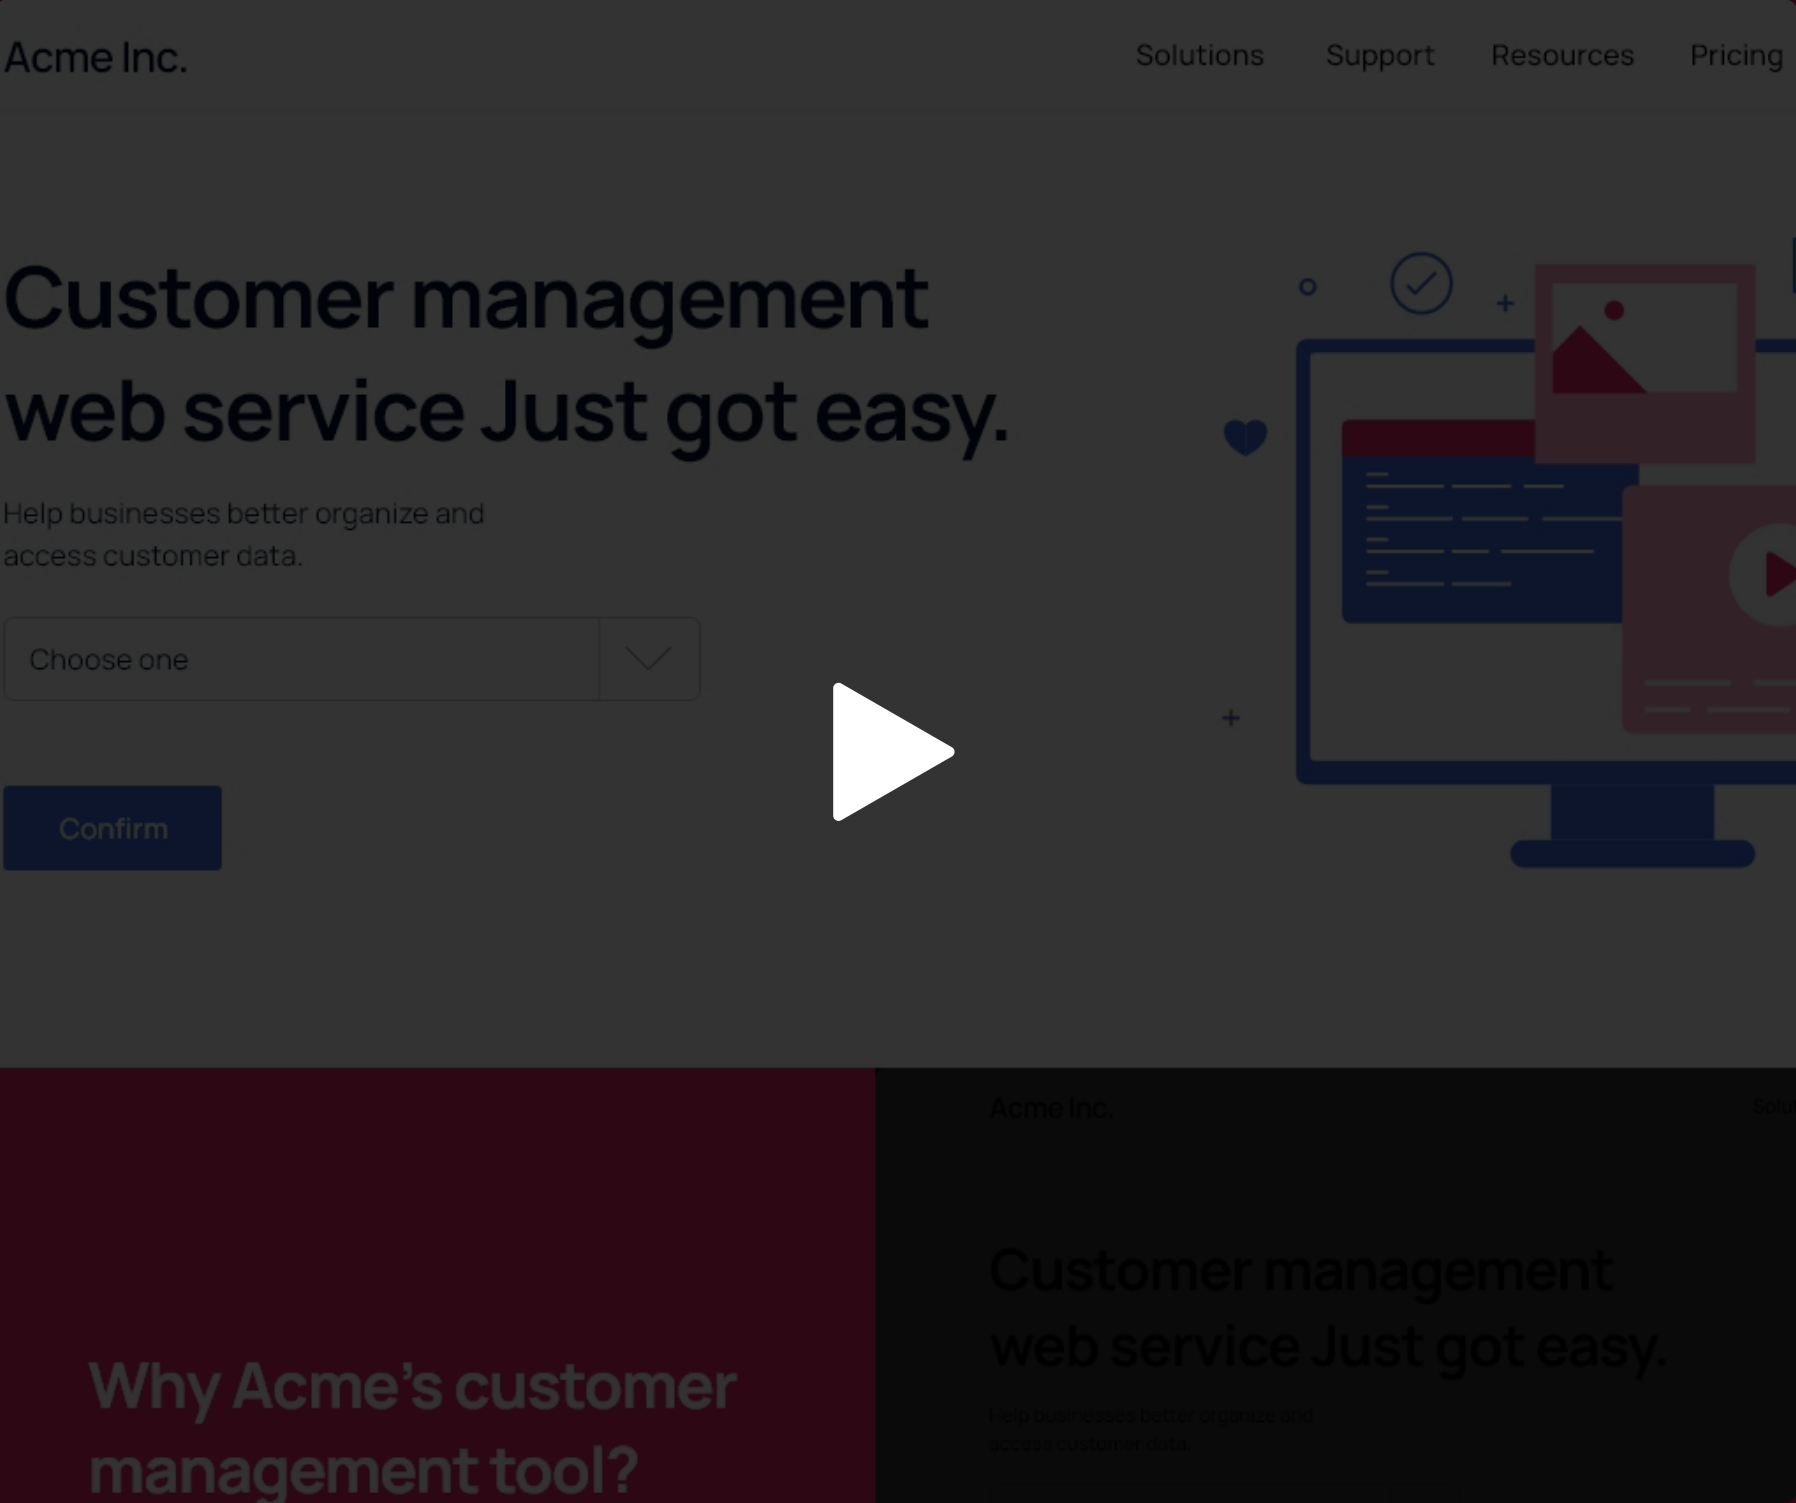 Acme Inc.
Solutions Support Resources Pricing
Customer management
web service Just got easy.
Help businesses better organize and
access customer data.
Choose one
Confirm
Why Acme's customer
management tool?
Acme Inc.
Customer management
web service Just got easy.
Help businesses better organize and
access customer data.